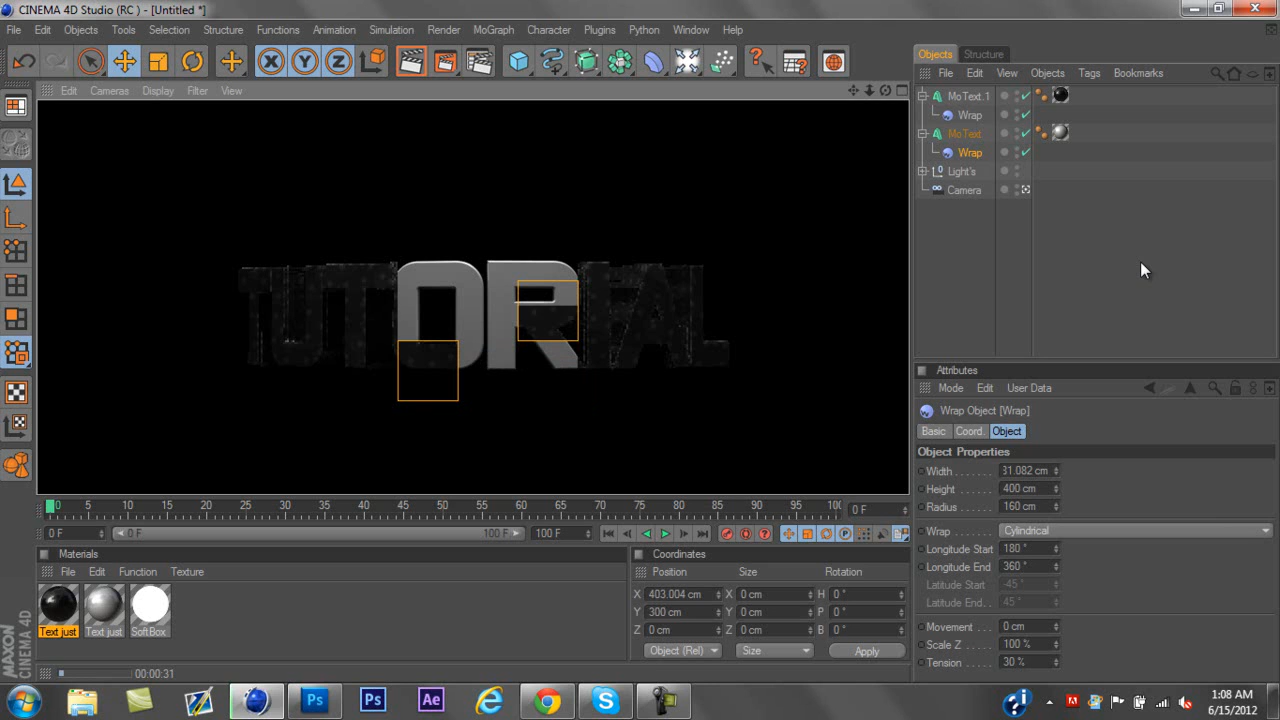 CINEMA 4D Studio (RC ) - [Untitled *]
File Edit Objects Tools Selection Structure Functions Animation Simulation Render MoGraph Character Plugins Python Window Help
Objects Structure
File Edit View Objects Tags Bookmarks
Edit Cameras Display Filter View
MoText.1
Wrap
MoText
Wrap
Light's
Camera
TUTORIAL
Attributes
Mode Edit User Data
Wrap Object [Wrap]
Basic Coord. Object
Object Properties
Width 31.082 cm
Height 400 cm
Radius 160 cm
Wrap Cylindrical
Longitude Start 180 °
Longitude End 360 °
Latitude Start -45 °
Latitude End.. 45 °
Movement 0 cm
Scale Z 100 %
Tension 30 %
0 5 10 15 20 25 30 35 40 45 50 55 60 65 70 75 80 85 90 95 10( 0 F
0 F 0 F 100 F 100 F
Materials
File Edit Function Texture
Text just Text just SoftBox
Coordinates
Position Size Rotation
X 403.004 cm X 0 cm H 0 °
Y 300 cm Y 0 cm P 0 °
Z 0 cm Z 0 cm B 0 °
Object (Rel) Size Apply
MAXON
CINEMA 4D
00:00:31
Ps Ps Ae
1:08 AM
6/15/2012